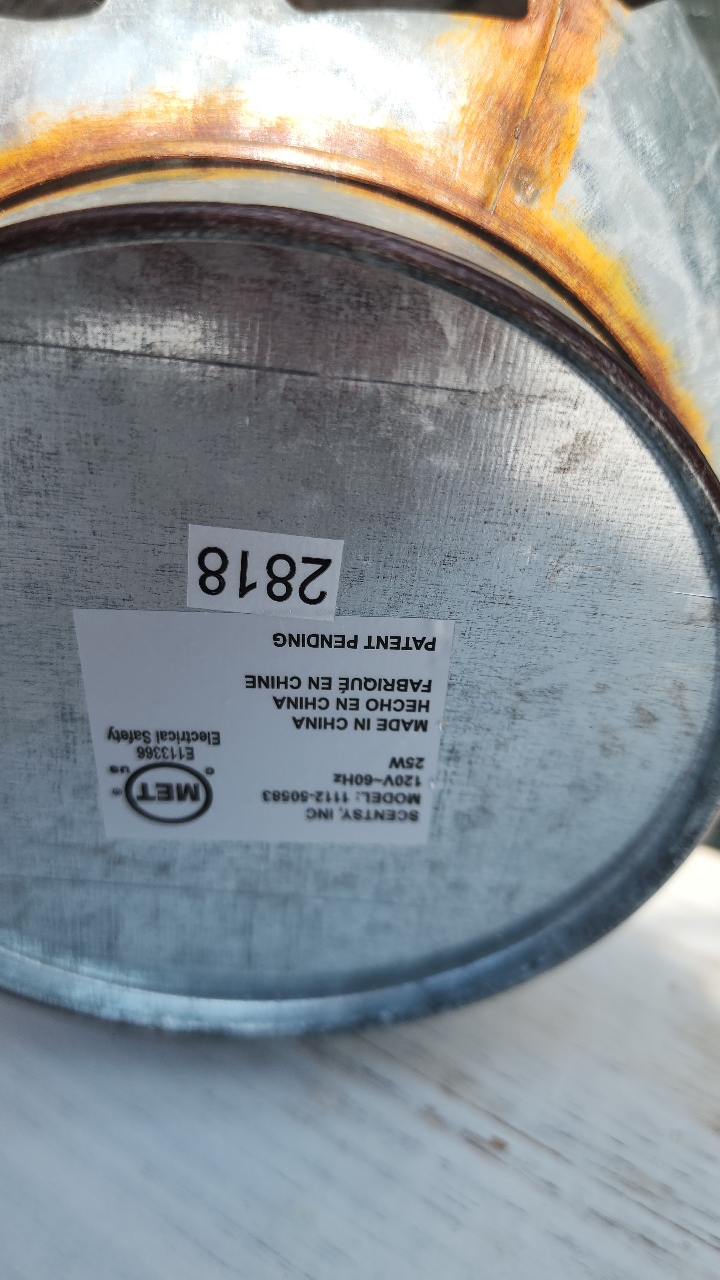 SCENTSY, INC
MODEL: 1112-50583
120V~60Hz
25W
MADE IN CHINA
HECHO EN CHINA
FABRIQUÉ EN CHINE
PATENT PENDING
MET
®
C US
E113366
Electrical Safety
2818